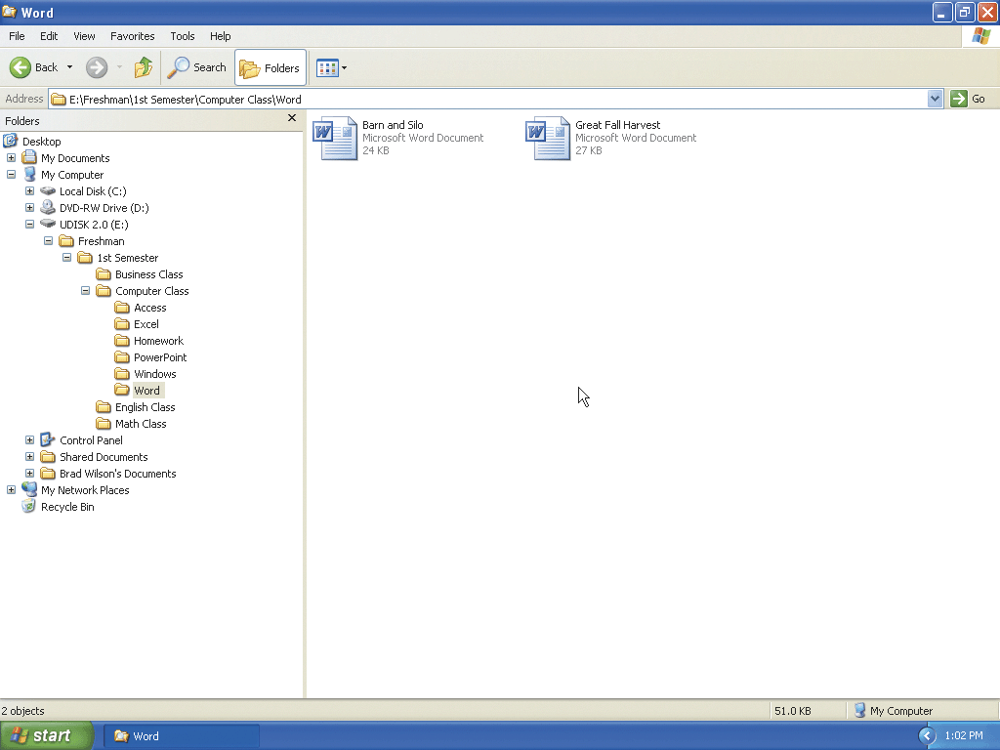 Word
File Edit View Favorites Tools Help
Back Search Folders
Address E:\Freshman\1st Semester\Computer Class\Word Go
Folders
Desktop
My Documents
My Computer
Local Disk (C:)
DVD-RW Drive (D:)
UDISK 2.0 (E:)
Freshman
1st Semester
Business Class
Computer Class
Access
Excel
Homework
PowerPoint
Windows
Word
English Class
Math Class
Control Panel
Shared Documents
Brad Wilson's Documents
My Network Places
Recycle Bin
Barn and Silo
Microsoft Word Document
24 KB
Great Fall Harvest
Microsoft Word Document
27 KB
2 objects 51.0 KB My Computer
start Word 1:02 PM